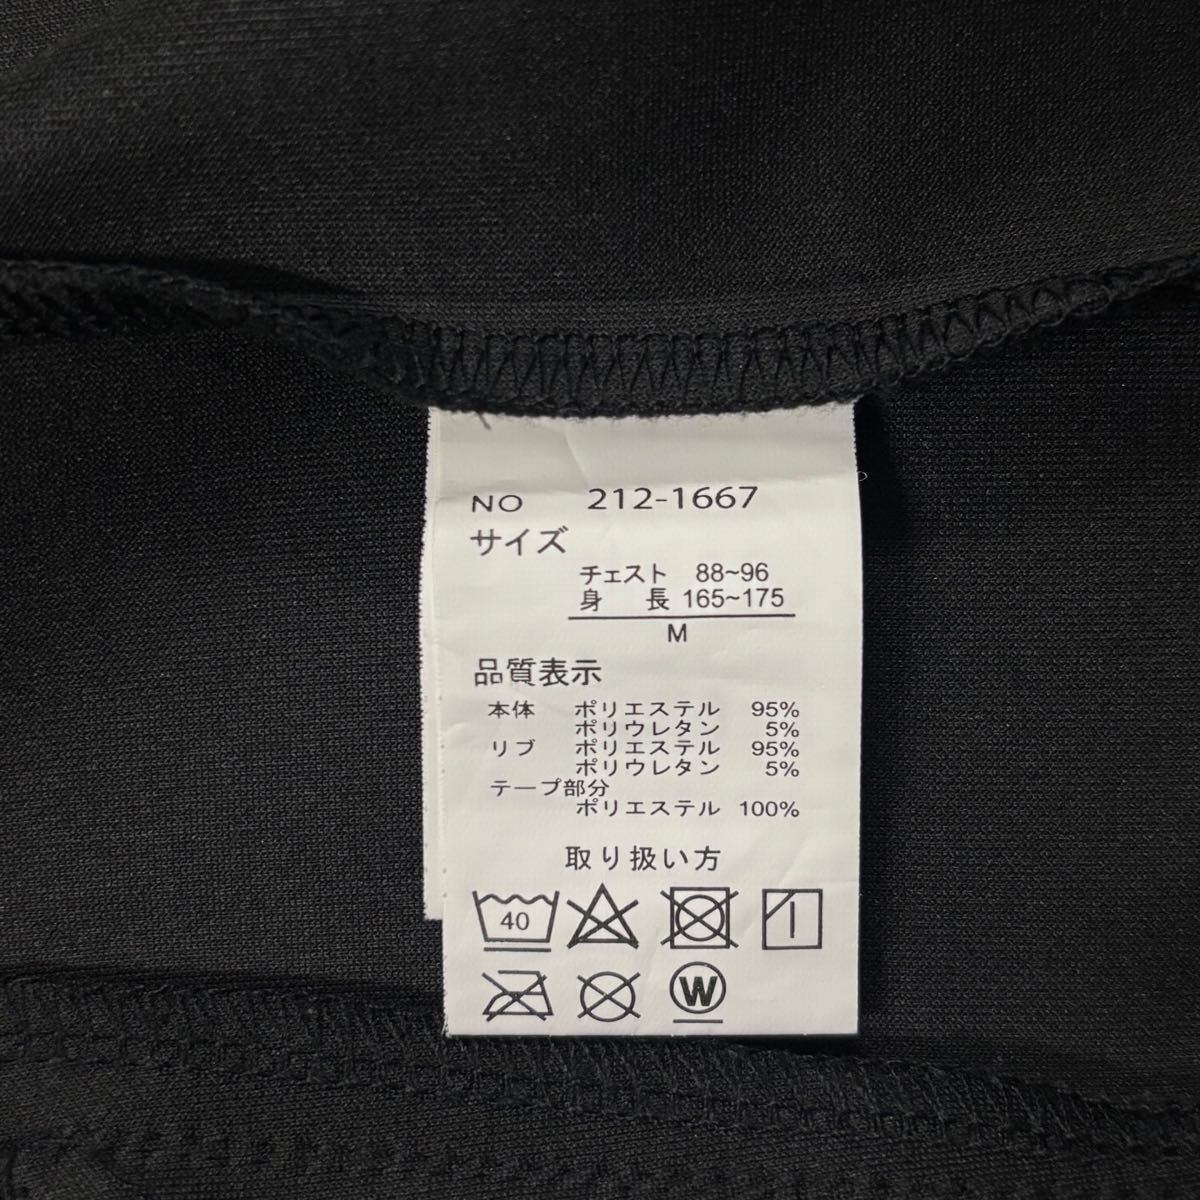 NO 212-1667
サイズ
チェスト 88~96
身 長 165~175
M
品質表示
本体 ポリエステル 95%
ポリウレタン 5%
リブ ポリエステル 95%
ポリウレタン 5%
テープ部分
ポリエステル 100%
取り扱い方
40
W